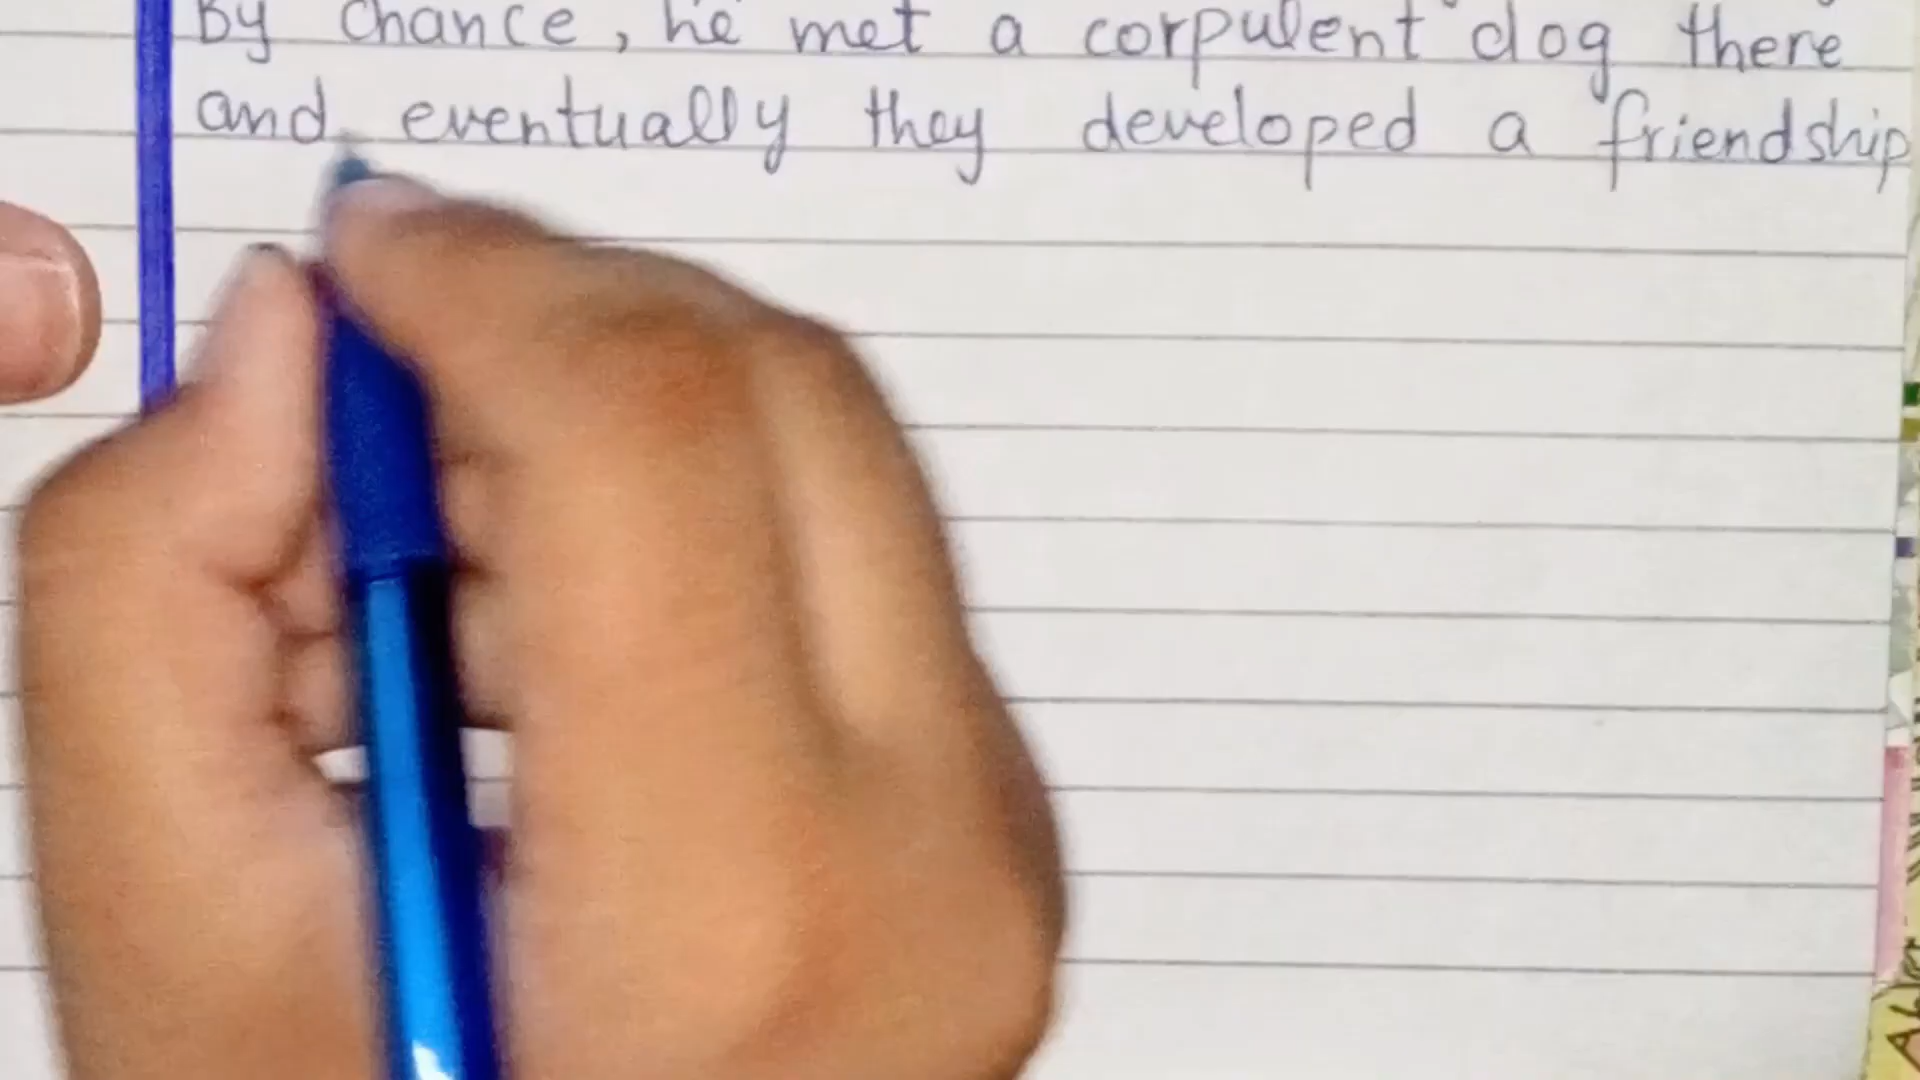 By chance, he met a corpulent dog there
and eventually they developed a friendship